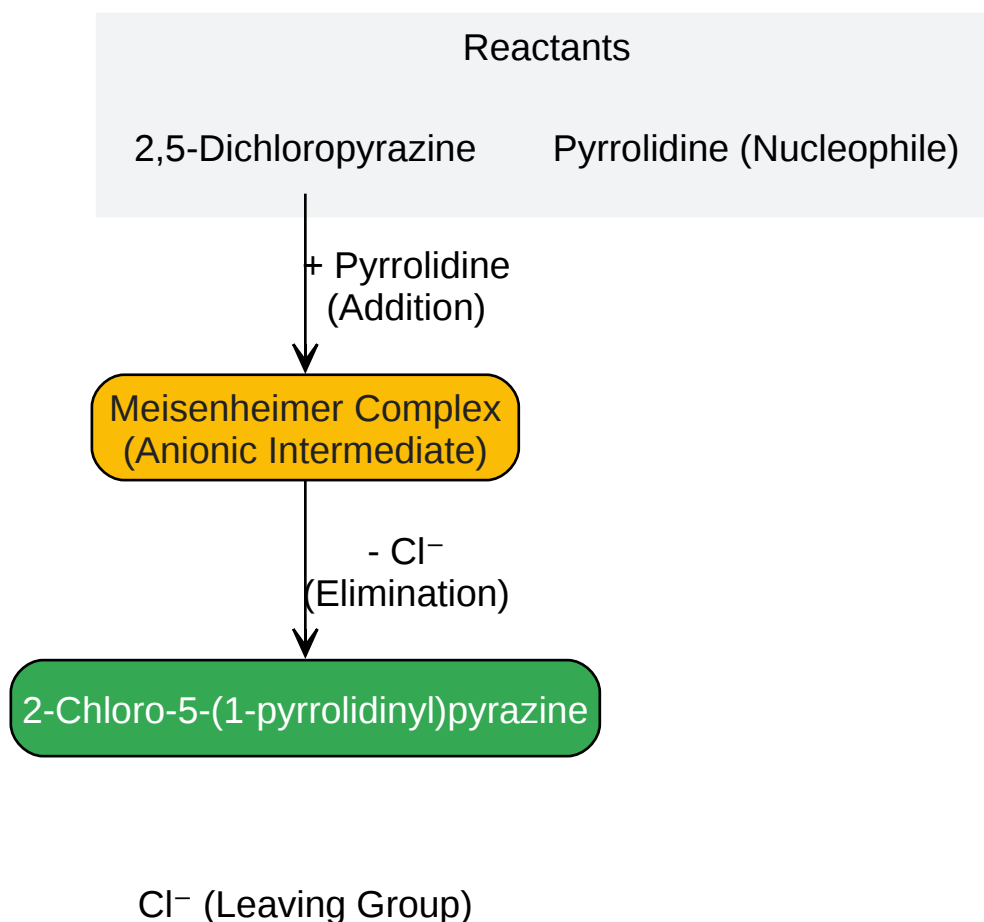 Reactants
2,5-Dichloropyrazine
Pyrrolidine (Nucleophile)
+ Pyrrolidine
(Addition)
Meisenheimer Complex
(Anionic Intermediate)
- Cl⁻
(Elimination)
2-Chloro-5-(1-pyrrolidinyl)pyrazine
Cl⁻ (Leaving Group)